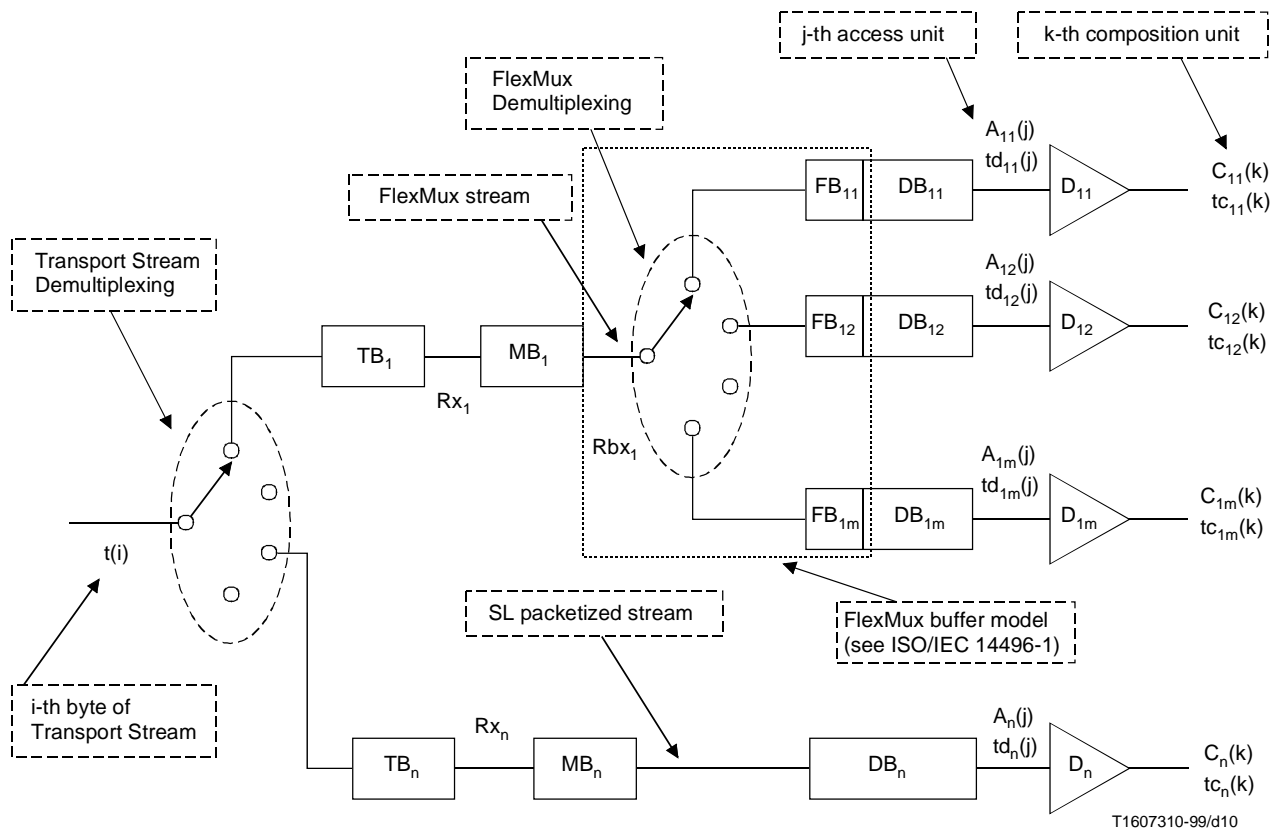 j-th access unit
k-th composition unit
FlexMux
Demultiplexing
FlexMux stream
Transport Stream
Demultiplexing
A11(j)
td11(j)
FB11
DB11
D11
C11(k)
tc11(k)
A12(j)
td12(j)
FB12
DB12
D12
C12(k)
tc12(k)
TB1
Rx1
MB1
Rbx1
A1m(j)
td1m(j)
FB1m
DB1m
D1m
C1m(k)
tc1m(k)
t(i)
SL packetized stream
FlexMux buffer model
(see ISO/IEC 14496-1)
i-th byte of
Transport Stream
TBn
Rxn
MBn
DBn
An(j)
tdn(j)
Dn
Cn(k)
tcn(k)
T1607310-99/d10